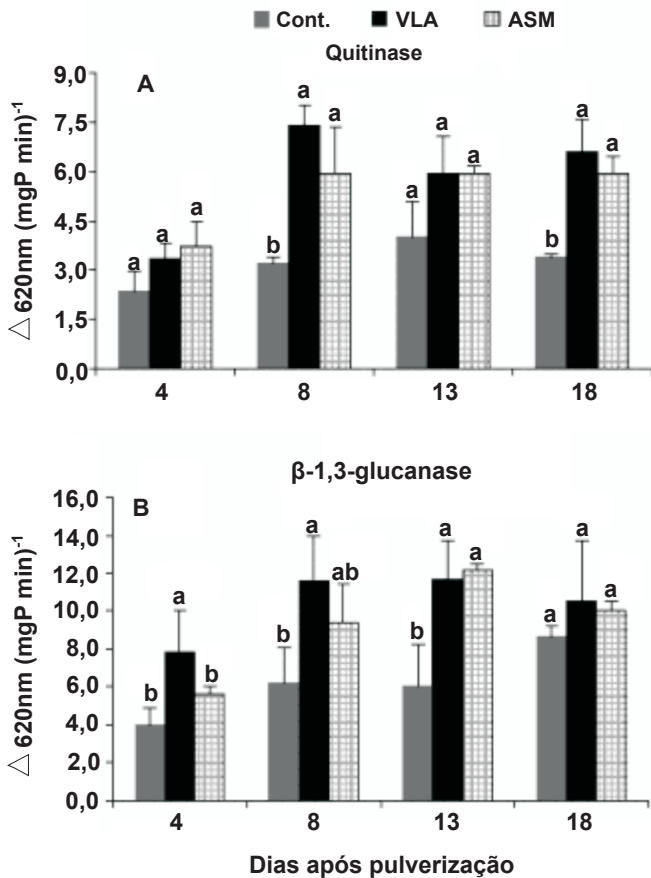 Cont. VLA ASM
Quitinase
9,0
A
7,5
6,0
4,5
3,0
1,5
0,0
△ 620nm (mgP min)⁻¹
a a a
b a a
a a a
b a a
4 8 13 18
β-1,3-glucanase
16,0
B
14,0
12,0
10,0
8,0
6,0
4,0
2,0
0,0
△ 620nm (mgP min)⁻¹
b a b
b a ab
b a a
a a a
4 8 13 18
Dias após pulverização